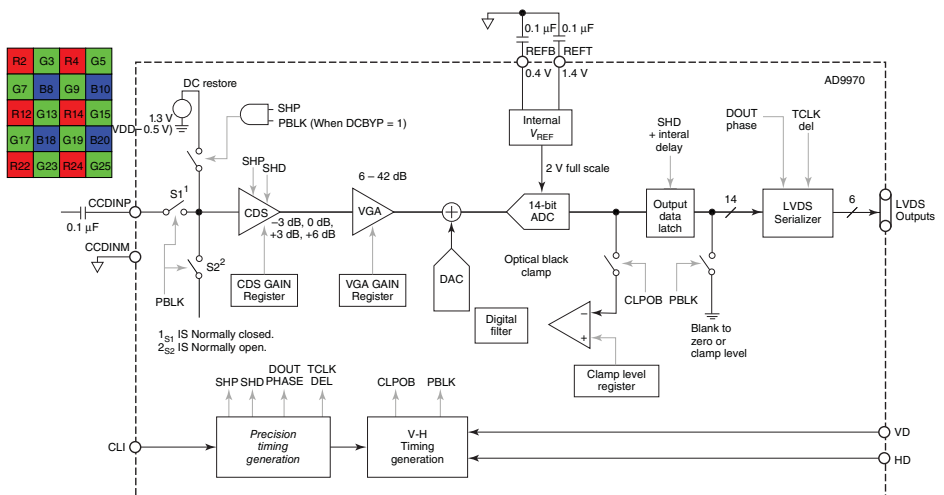 0.1 µF 0.1 µF
REFB REFT
0.4 V 1.4 V
AD9970
R2 G3 R4 G5
G7 B8 G9 B10
R12 G13 R14 G15
G17 B18 G19 B20
R22 G23 R24 G25
DC restore
1.3 V
VDD – 0.5 V)
SHP
PBLK (When DCBYP = 1)
Internal
VREF
SHD
+ interal
delay
DOUT
phase
TCLK
del
SHP
SHD
6 – 42 dB
2 V full scale
CCDINP
S1¹
0.1 µF
CDS
–3 dB, 0 dB,
+3 dB, +6 dB
VGA
+
14-bit
ADC
Output
data
latch
14
LVDS
Serializer
6
LVDS
Outputs
CCDINM
S2²
PBLK
CDS GAIN
Register
VGA GAIN
Register
DAC
Optical black
clamp
CLPOB
PBLK
Digital
filter
–
+
Blank to
zero or
clamp level
Clamp level
register
1S1 IS Normally closed.
2S2 IS Normally open.
SHP SHD DOUT PHASE TCLK DEL
CLPOB PBLK
CLI
Precision
timing
generation
V-H
Timing
generation
VD
HD